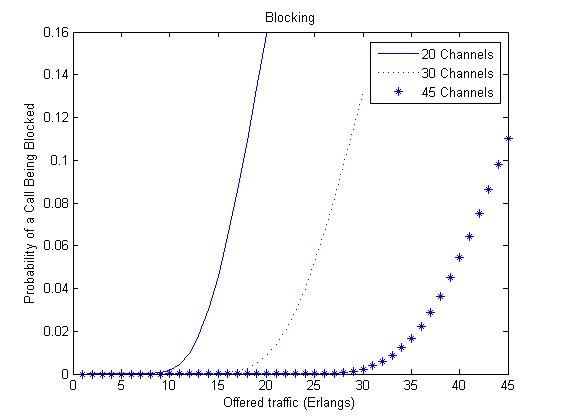 Blocking
0.16
0.14
0.12
0.1
0.08
0.06
0.04
0.02
0
Probability of a Call Being Blocked
20 Channels
30 Channels
45 Channels
0 5 10 15 20 25 30 35 40 45
Offered traffic (Erlangs)